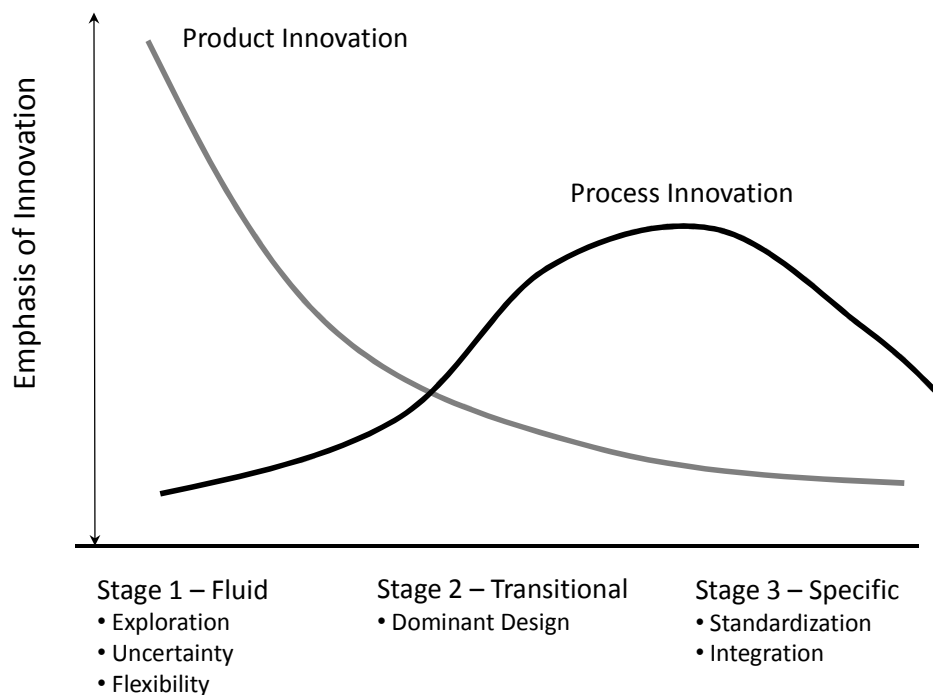 Product Innovation
Process Innovation
Emphasis of Innovation
Stage 1 – Fluid
• Exploration
• Uncertainty
• Flexibility
Stage 2 – Transitional
• Dominant Design
Stage 3 – Specific
• Standardization
• Integration